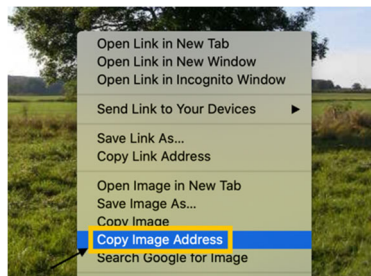 Open Link in New Tab
Open Link in New Window
Open Link in Incognito Window
Send Link to Your Devices
Save Link As...
Copy Link Address
Open Image in New Tab
Save Image As...
Copy Image
Copy Image Address
Search Google for Image